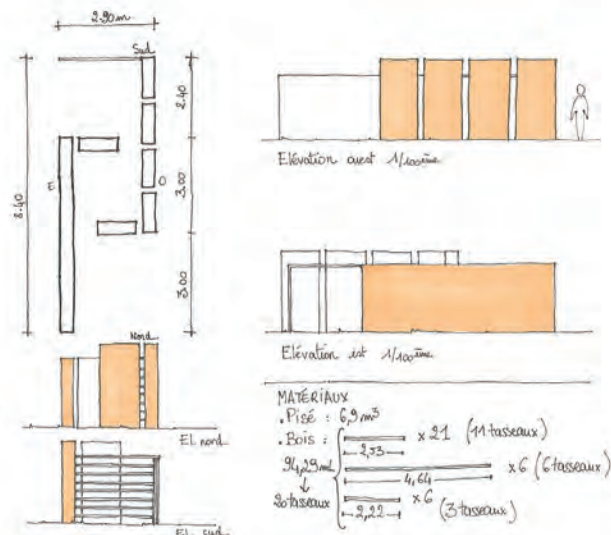 2.90m
Sud
2.40
8.40
E.
O
3.00
3.00
Nord
El nord
El. sud
Elévation ouest 1/100ème
Elévation est 1/100ème
MATÉRIAUX
. Pisé : 6,9 m³
. Bois :
94,29 mL
↓
20 tasseaux
2,53
x 21 (11 tasseaux)
4,64
x 6 (6 tasseaux)
2,22
x 6
(3 tasseaux)